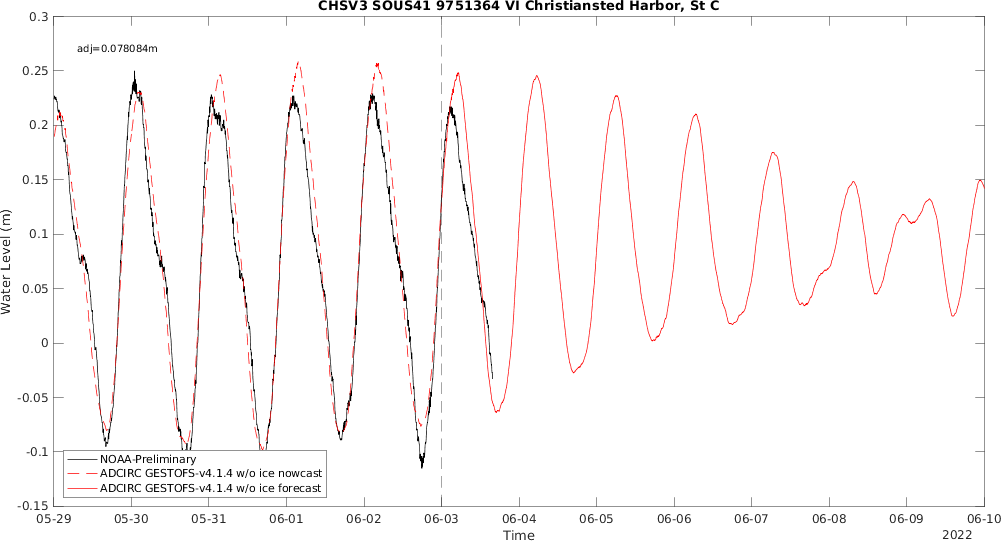 CHSV3 SOUS41 9751364 VI Christiansted Harbor, St C
adj=0.078084m
0.3
0.25
0.2
0.15
0.1
0.05
0
-0.05
-0.1
-0.15
Water Level (m)
NOAA-Preliminary
ADCIRC GESTOFS-v4.1.4 w/o ice nowcast
ADCIRC GESTOFS-v4.1.4 w/o ice forecast
05-29 05-30 05-31 06-01 06-02 06-03 06-04 06-05 06-06 06-07 06-08 06-09 06-10
Time
2022